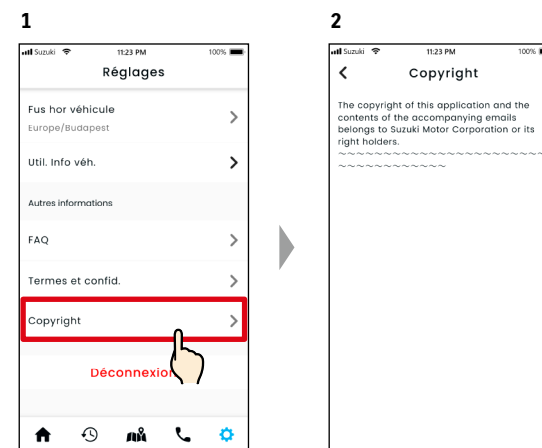 1
Suzuki 11:23 PM 100%
Réglages
Fus hor véhicule
Europe/Budapest
Util. Info véh.
Autres informations
FAQ
Termes et confid.
Copyright
Déconnexion
2
Suzuki 11:23 PM 100%
Copyright
The copyright of this application and the
contents of the accompanying emails
belongs to Suzuki Motor Corporation or its
right holders.
~~~~~~~~~~~~~~~~~~~~~~~
~~~~~~~~~~~~